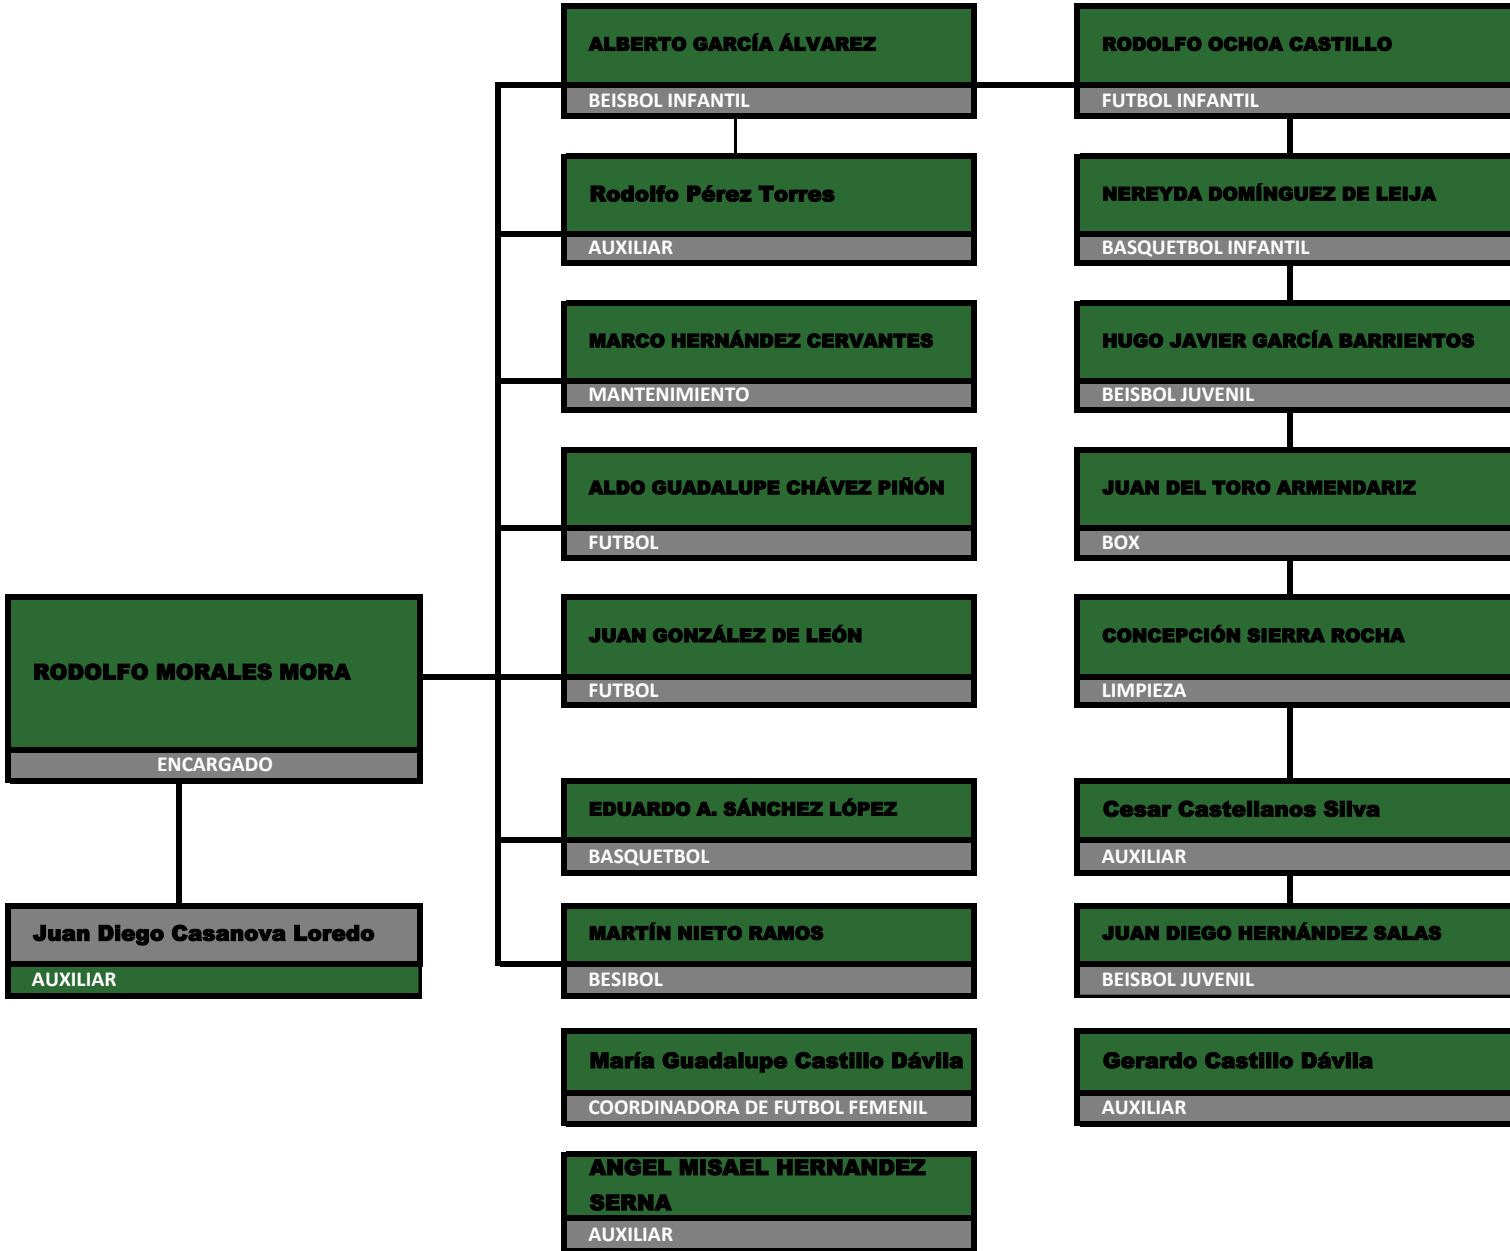 ALBERTO GARCÍA ÁLVAREZ
BEISBOL INFANTIL
RODOLFO OCHOA CASTILLO
FUTBOL INFANTIL
Rodolfo Pérez Torres
AUXILIAR
NEREYDA DOMÍNGUEZ DE LEIJA
BASQUETBOL INFANTIL
MARCO HERNÁNDEZ CERVANTES
MANTENIMIENTO
HUGO JAVIER GARCÍA BARRIENTOS
BEISBOL JUVENIL
ALDO GUADALUPE CHÁVEZ PIÑÓN
FUTBOL
JUAN DEL TORO ARMENDARIZ
BOX
RODOLFO MORALES MORA
ENCARGADO
JUAN GONZÁLEZ DE LEÓN
FUTBOL
CONCEPCIÓN SIERRA ROCHA
LIMPIEZA
EDUARDO A. SÁNCHEZ LÓPEZ
BASQUETBOL
Cesar Castellanos Silva
AUXILIAR
Juan Diego Casanova Loredo
AUXILIAR
MARTÍN NIETO RAMOS
BESIBOL
JUAN DIEGO HERNÁNDEZ SALAS
BEISBOL JUVENIL
María Guadalupe Castillo Dávila
COORDINADORA DE FUTBOL FEMENIL
Gerardo Castillo Dávila
AUXILIAR
ANGEL MISAEL HERNANDEZ
SERNA
AUXILIAR